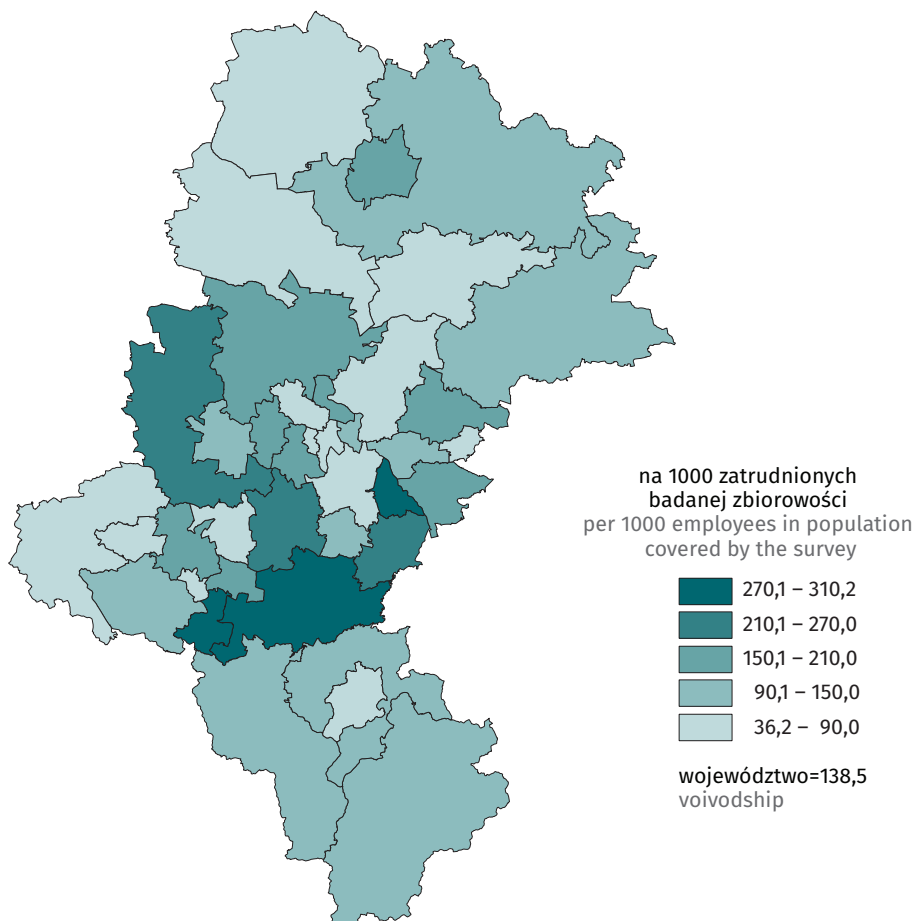 na 1000 zatrudnionych
badanej zbiorowości
per 1000 employees in population
covered by the survey
270,1 – 310,2
210,1 – 270,0
150,1 – 210,0
90,1 – 150,0
36,2 – 90,0
województwo=138,5
voivodship